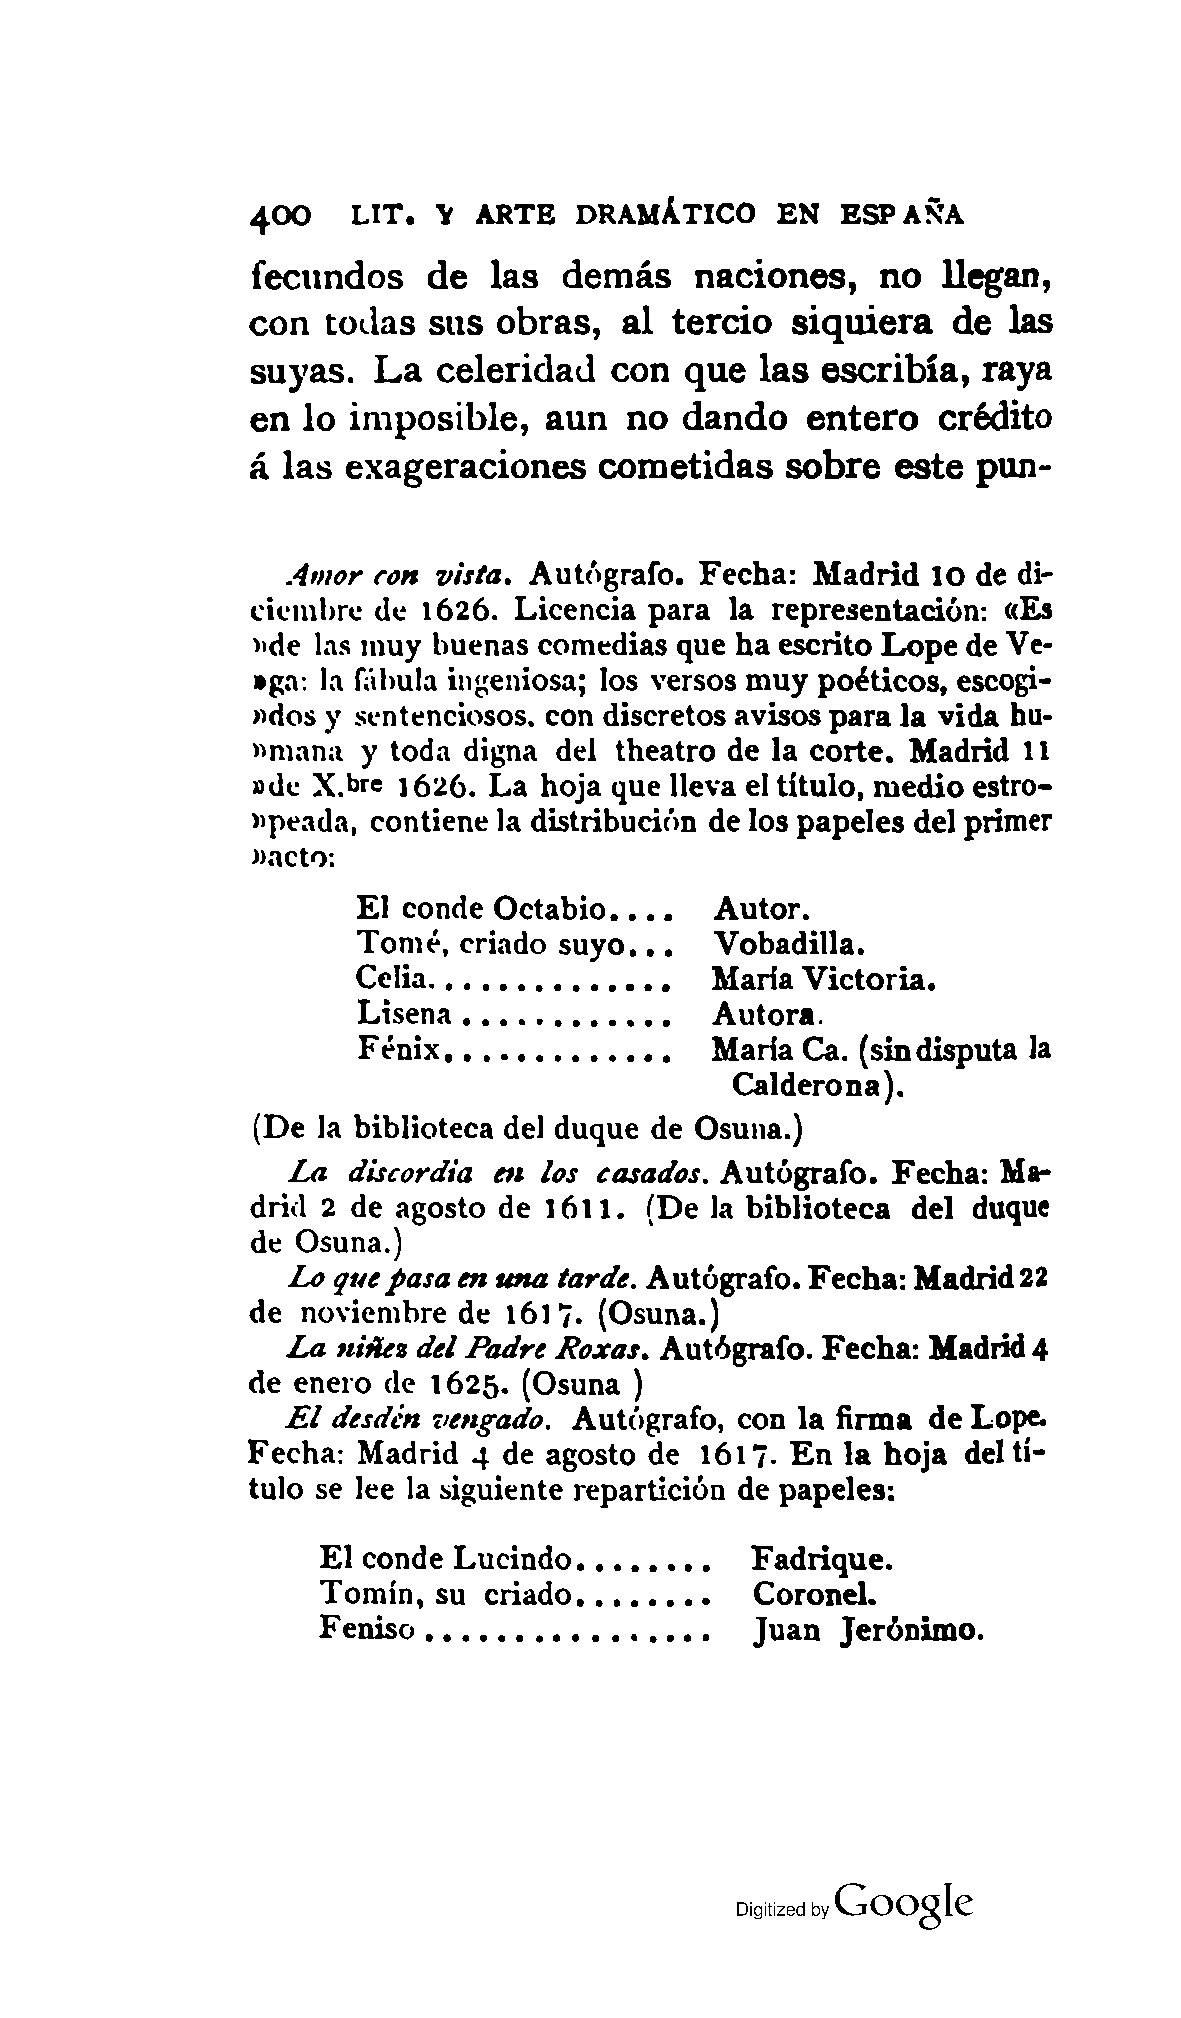 400 LIT. Y ARTE DRAMÁTICO EN ESPAÑA
fecundos de las demás naciones, no llegan,
con todas sus obras, al tercio siquiera de las
suyas. La celeridad con que las escribía, raya
en lo imposible, aun no dando entero crédito
á las exageraciones cometidas sobre este pun-
Amor con vista. Autógrafo. Fecha: Madrid 10 de di-
ciembre de 1626. Licencia para la representación: «Es
»de las muy buenas comedias que ha escrito Lope de Ve-
»ga: la fábula ingeniosa; los versos muy poéticos, escogi-
»dos y sentenciosos, con discretos avisos para la vida hu-
»mana y toda digna del theatro de la corte. Madrid 11
»de X.bre 1626. La hoja que lleva el título, medio estro-
»peada, contiene la distribución de los papeles del primer
»acto:
El conde Octabio.... Autor.
Tomé, criado suyo... Vobadilla.
Celia.............. María Victoria.
Lisena ............ Autora.
Fénix............. María Ca. (sin disputa la
Calderona).
(De la biblioteca del duque de Osuna.)
La discordia en los casados. Autógrafo. Fecha: Ma-
drid 2 de agosto de 1611. (De la biblioteca del duque
de Osuna.)
Lo que pasa en una tarde. Autógrafo. Fecha: Madrid 22
de noviembre de 1617. (Osuna.)
La niñez del Padre Roxas. Autógrafo. Fecha: Madrid 4
de enero de 1625. (Osuna )
El desdén vengado. Autógrafo, con la firma de Lope.
Fecha: Madrid 4 de agosto de 1617. En la hoja del tí-
tulo se lee la siguiente repartición de papeles:
El conde Lucindo........ Fadrique.
Tomín, su criado........ Coronel.
Feniso ................ Juan Jerónimo.
Digitized by Google